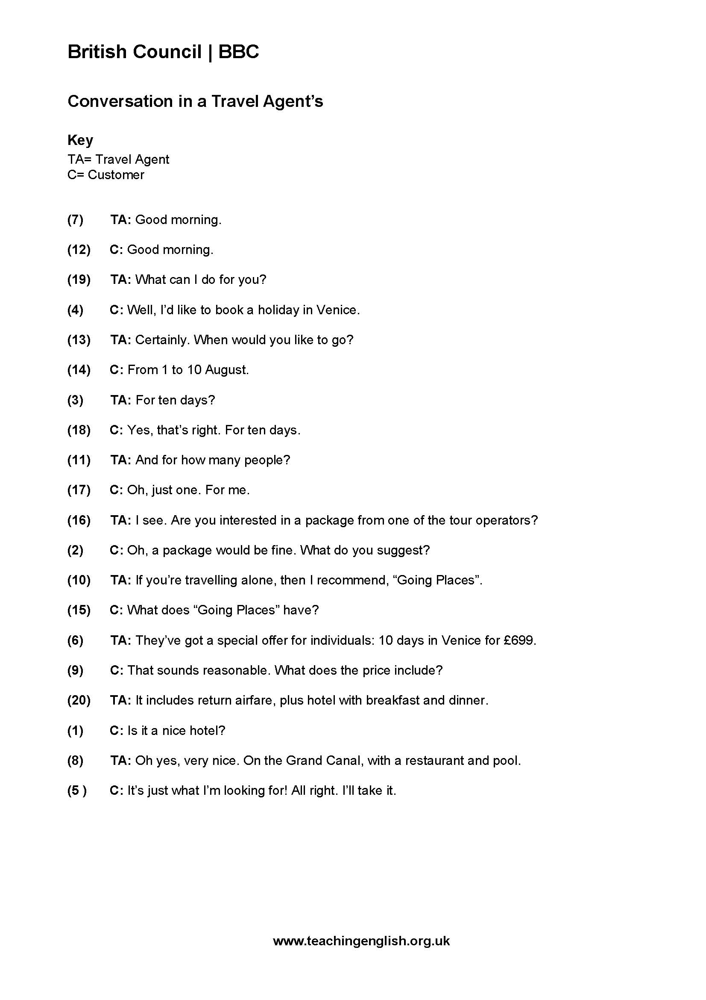 British Council | BBC
Conversation in a Travel Agent’s
Key
TA= Travel Agent
C= Customer
(7) TA: Good morning.
(12) C: Good morning.
(19) TA: What can I do for you?
(4) C: Well, I’d like to book a holiday in Venice.
(13) TA: Certainly. When would you like to go?
(14) C: From 1 to 10 August.
(3) TA: For ten days?
(18) C: Yes, that’s right. For ten days.
(11) TA: And for how many people?
(17) C: Oh, just one. For me.
(16) TA: I see. Are you interested in a package from one of the tour operators?
(2) C: Oh, a package would be fine. What do you suggest?
(10) TA: If you’re travelling alone, then I recommend, “Going Places”.
(15) C: What does “Going Places” have?
(6) TA: They’ve got a special offer for individuals: 10 days in Venice for £699.
(9) C: That sounds reasonable. What does the price include?
(20) TA: It includes return airfare, plus hotel with breakfast and dinner.
(1) C: Is it a nice hotel?
(8) TA: Oh yes, very nice. On the Grand Canal, with a restaurant and pool.
(5 ) C: It’s just what I’m looking for! All right. I’ll take it.
www.teachingenglish.org.uk